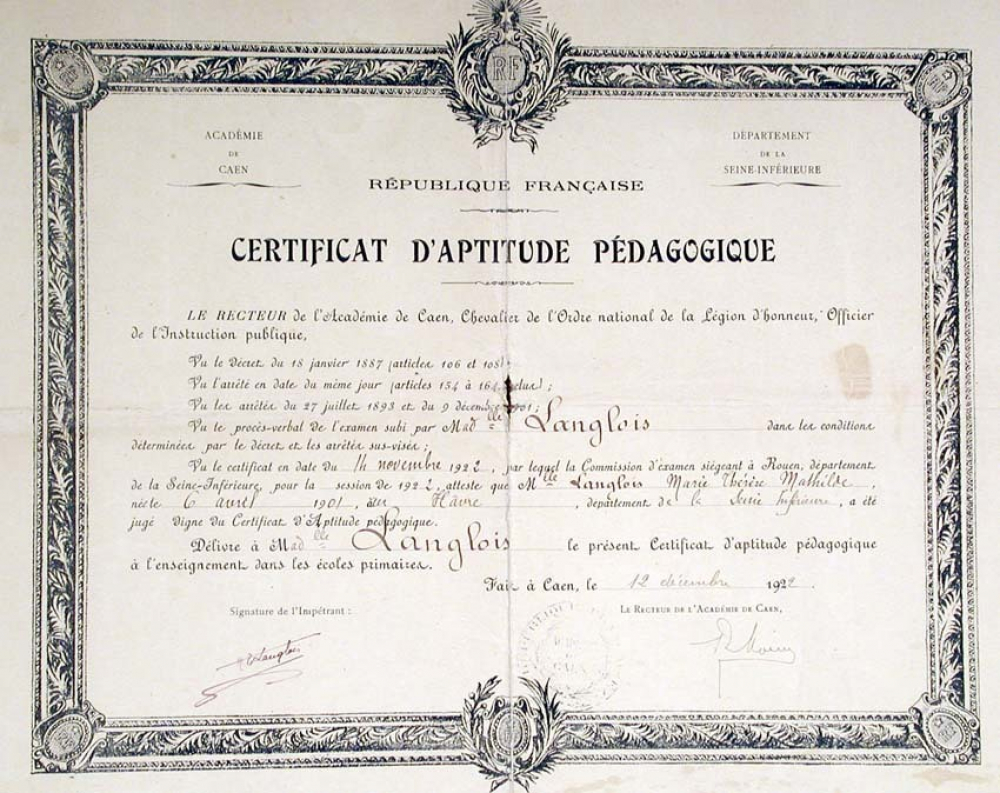 RF
ACADÉMIE
DE
CAEN
DÉPARTEMENT
DE LA
SEINE-INFÉRIEURE
RÉPUBLIQUE FRANÇAISE
CERTIFICAT D'APTITUDE PÉDAGOGIQUE
LE RECTEUR de l'Académie de Caen, Chevalier de l'Ordre national de la Légion d'honneur, Officier
de l'Instruction publique,
Vu le Décret du 18 janvier 1887 (articles 106 et 108) ;
Vu l'arrêté en date du même jour (articles 154 à 164
Vu les arrêtés du 27 juillet 1893 et du 9 décembre 1901 ;
Vu le procès-verbal de l'examen subi par Mad lle Langlois dans les conditions
déterminées par le décret et les arrêtés sus-visés ;
Vu le certificat en date du 14 novembre 1922, par lequel la Commission d'examen siégeant à Rouen, département
de la Seine-Inférieure, pour la session de 1922, atteste que Mlle Langlois Marie Thérèse Mathilde,
née le 6 avril 1901, au Hâvre, département de la Seine Inférieure, a été
jugé digne du Certificat d'Aptitude pédagogique.
Délivré à Mad lle Langlois le présent Certificat d'aptitude pédagogique
à l'enseignement dans les écoles primaires.
Fait à Caen, le 12 décembre 1922.
Signature de l'Impétrant :
LE RECTEUR DE L'ACADÉMIE DE CAEN,
Langlois
CAEN